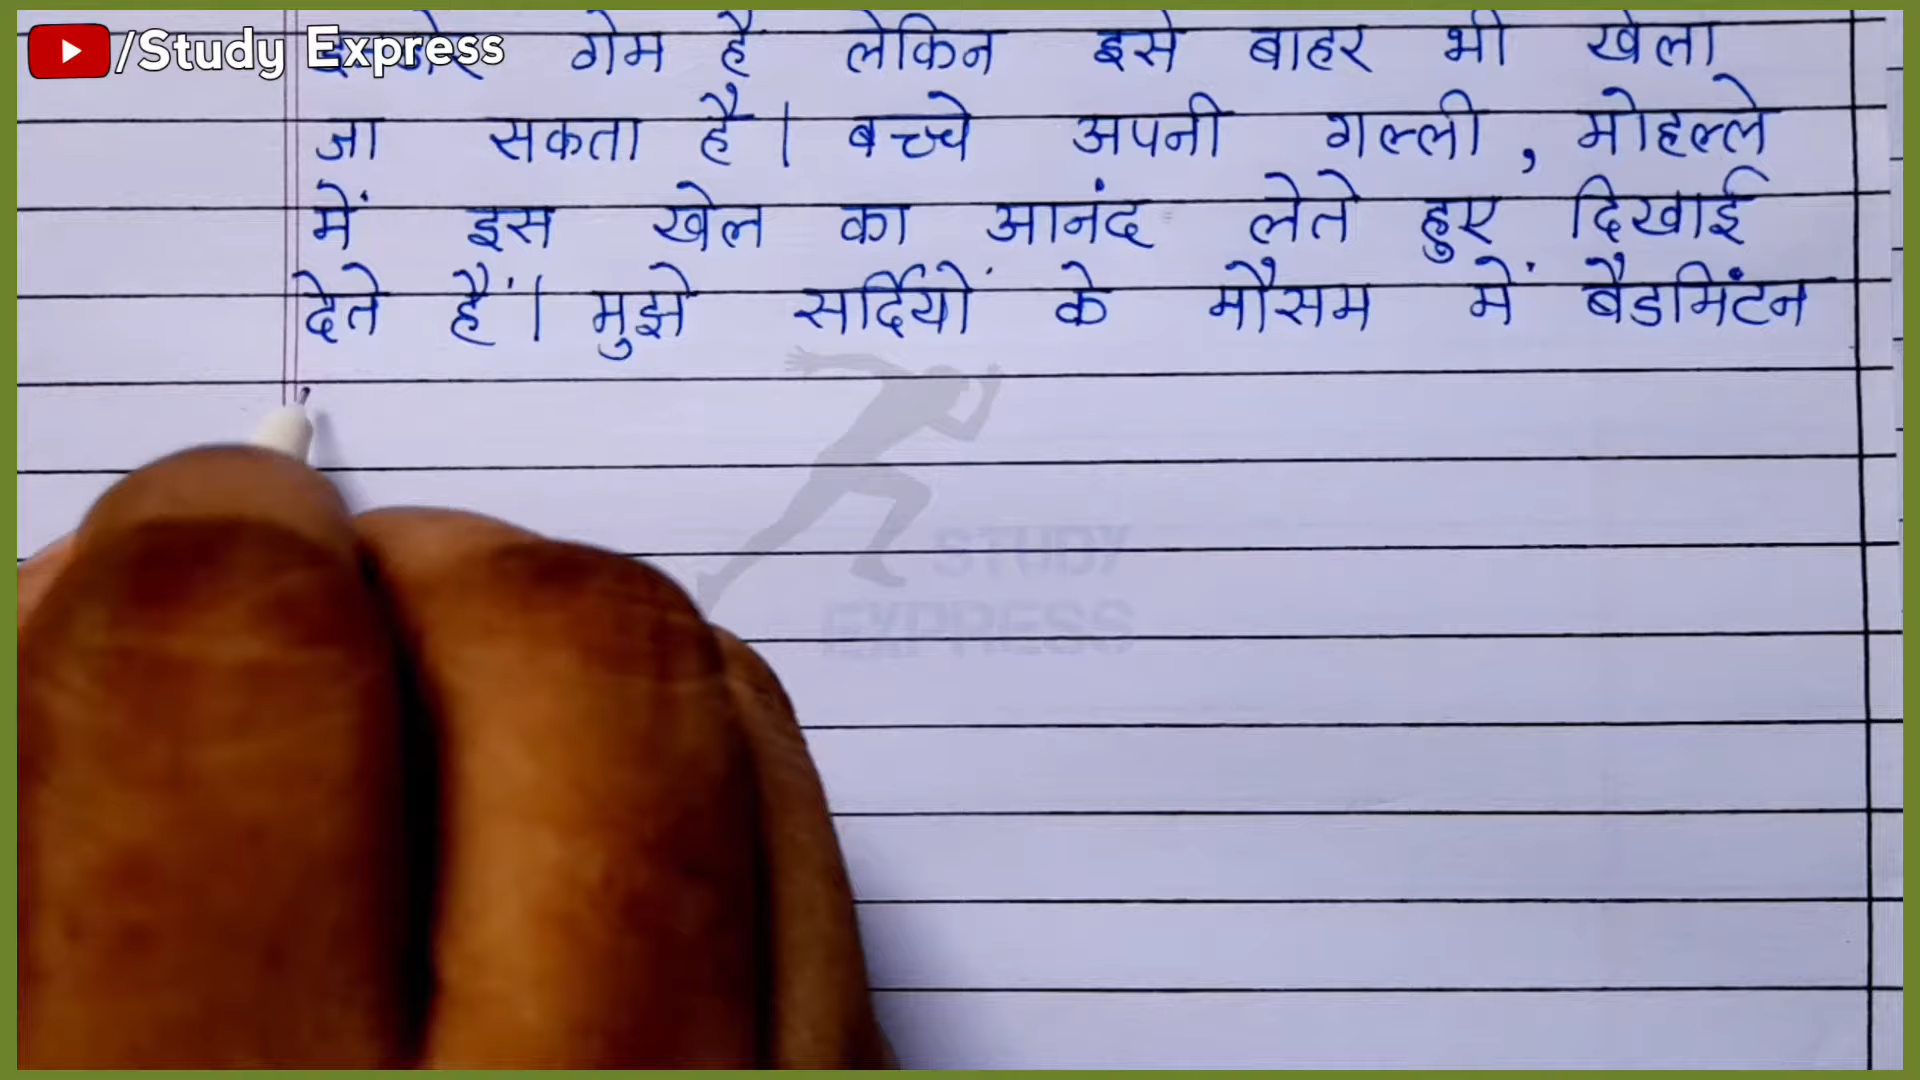 /Study Express
गेम है लेकिन इसे बाहर भी खेला
जा सकता है। बच्चे अपनी गल्ली, मोहल्ले
में इस खेल का आनंद लेते हुए दिखाई
देते हैं। मुझे सर्दियों के मौसम में बैडमिंटन
STUDY
EXPRESS